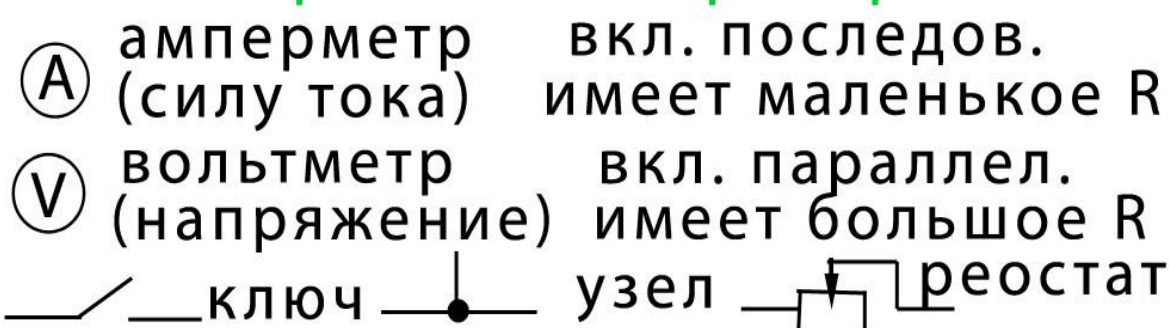 А амперметр вкл. последов.
(силу тока) имеет маленькое R
V вольтметр вкл. параллел.
(напряжение) имеет большое R
ключ узел реостат